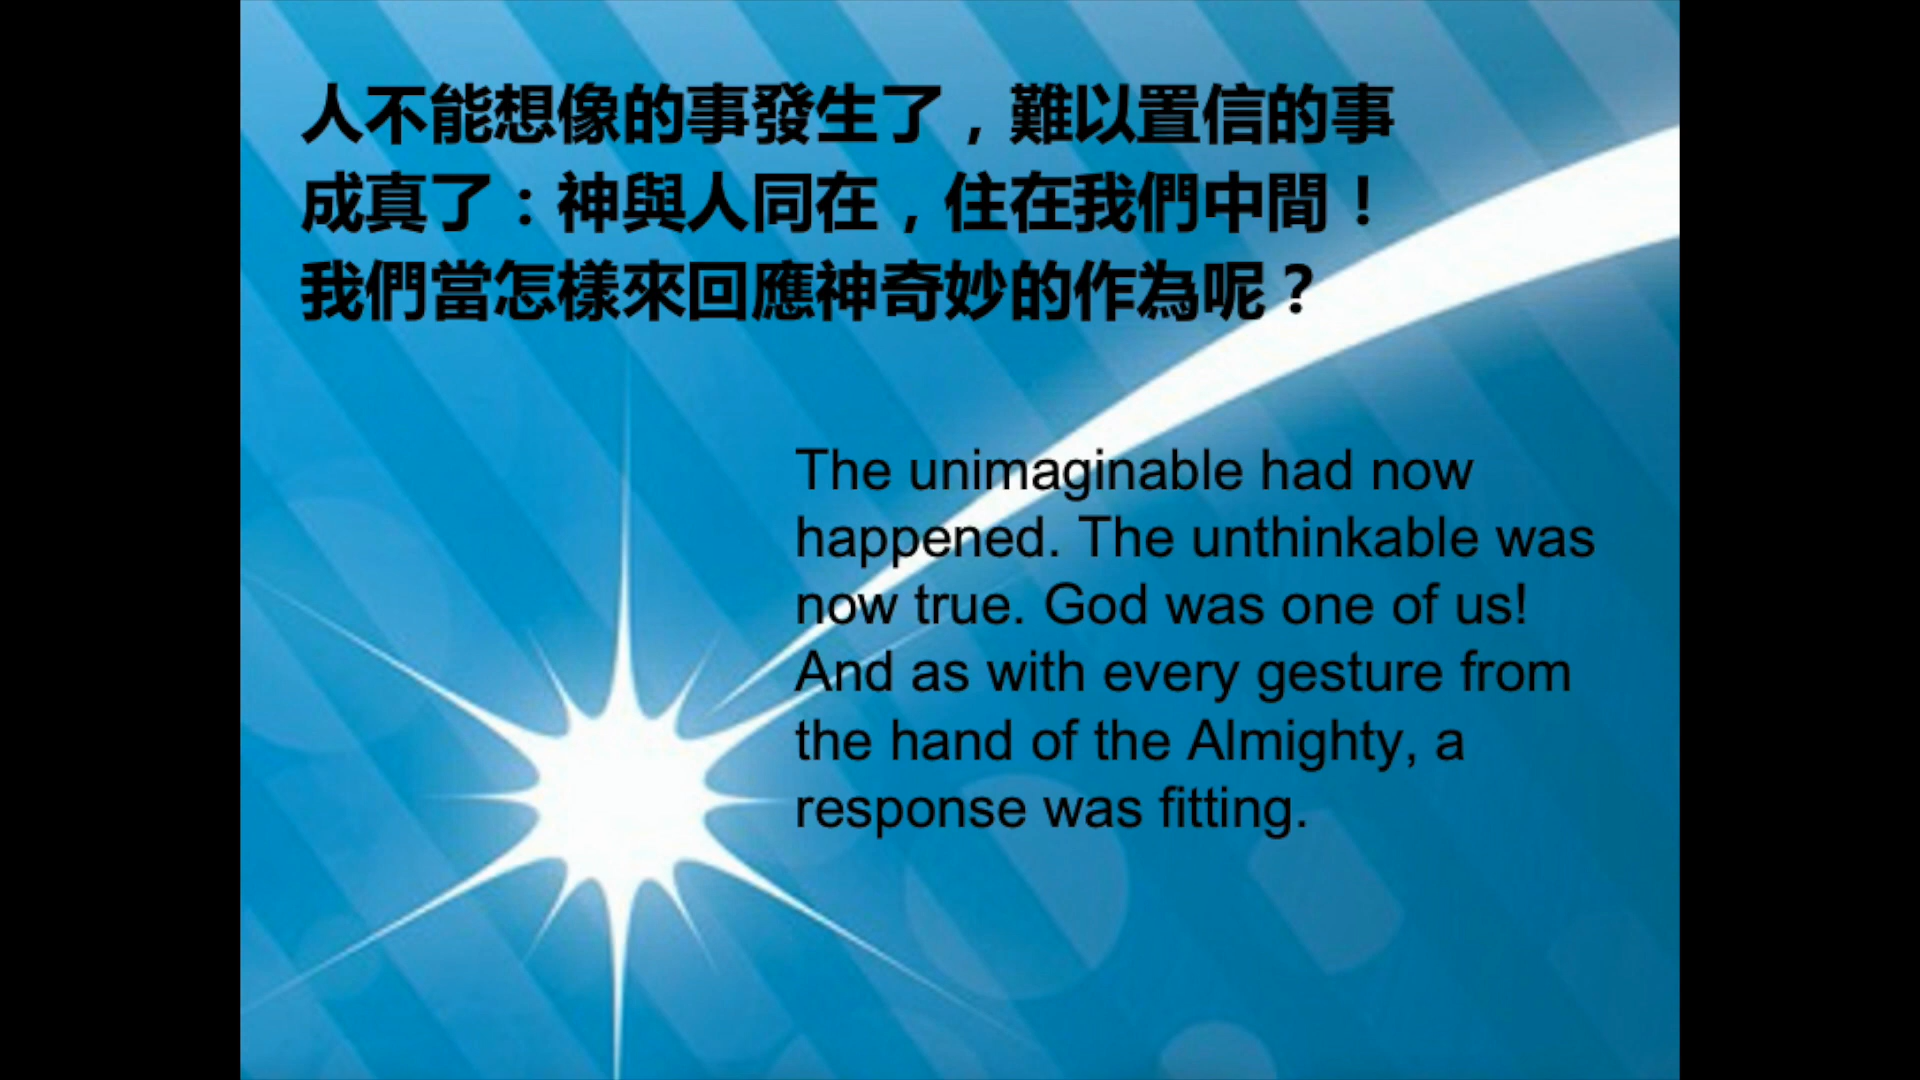 人不能想像的事發生了，難以置信的事
成真了：神與人同在，住在我們中間！
我們當怎樣來回應神奇妙的作為呢？
The unimaginable had now
happened. The unthinkable was
now true. God was one of us!
And as with every gesture from
the hand of the Almighty, a
response was fitting.